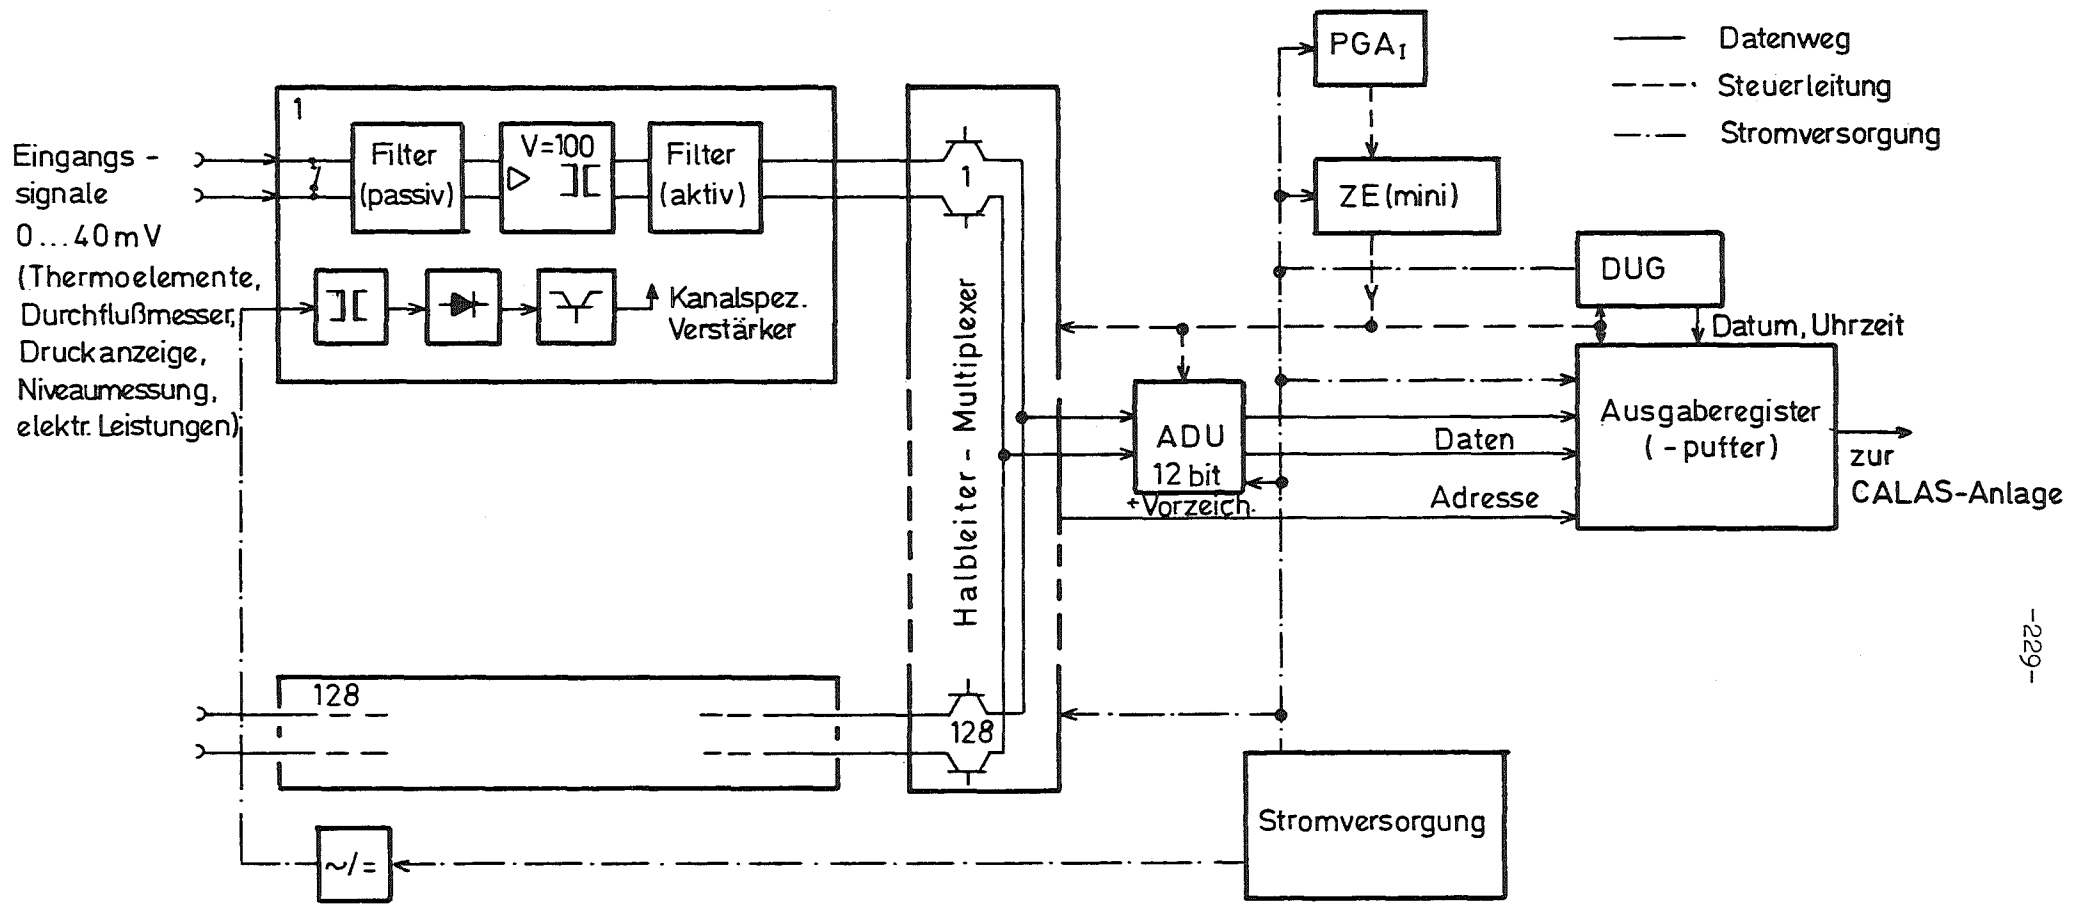 PGA I
Datenweg
Steuerleitung
Stromversorgung
1
Eingangs-
signale
0...40mV
(Thermoelemente,
Durchflußmesser,
Druckanzeige,
Niveaumessung,
elektr. Leistungen)
Filter
(passiv)
V=100
Filter
(aktiv)
Kanalspez.
Verstärker
1
Halbleiter - Multiplexer
128
ZE(mini)
DUG
Datum, Uhrzeit
ADU
12 bit
+Vorzeich.
Daten
Adresse
Ausgaberegister
(-puffer)
zur
CALAS-Anlage
128
~/=
Stromversorgung
-229-